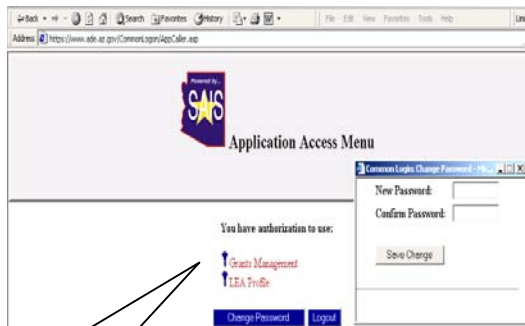 Back Search Favorites History
File Edit View Favorites Tools Help
Address https://www.ade.az.gov/CommonLogon/AppCaller.asp
Powered by...
SAIS
Application Access Menu
Common Login: Change Password - 
New Password:
Confirm Password:
Save Change
You have authorization to use:
Grants Management
LEA Profile
Change Password Logout